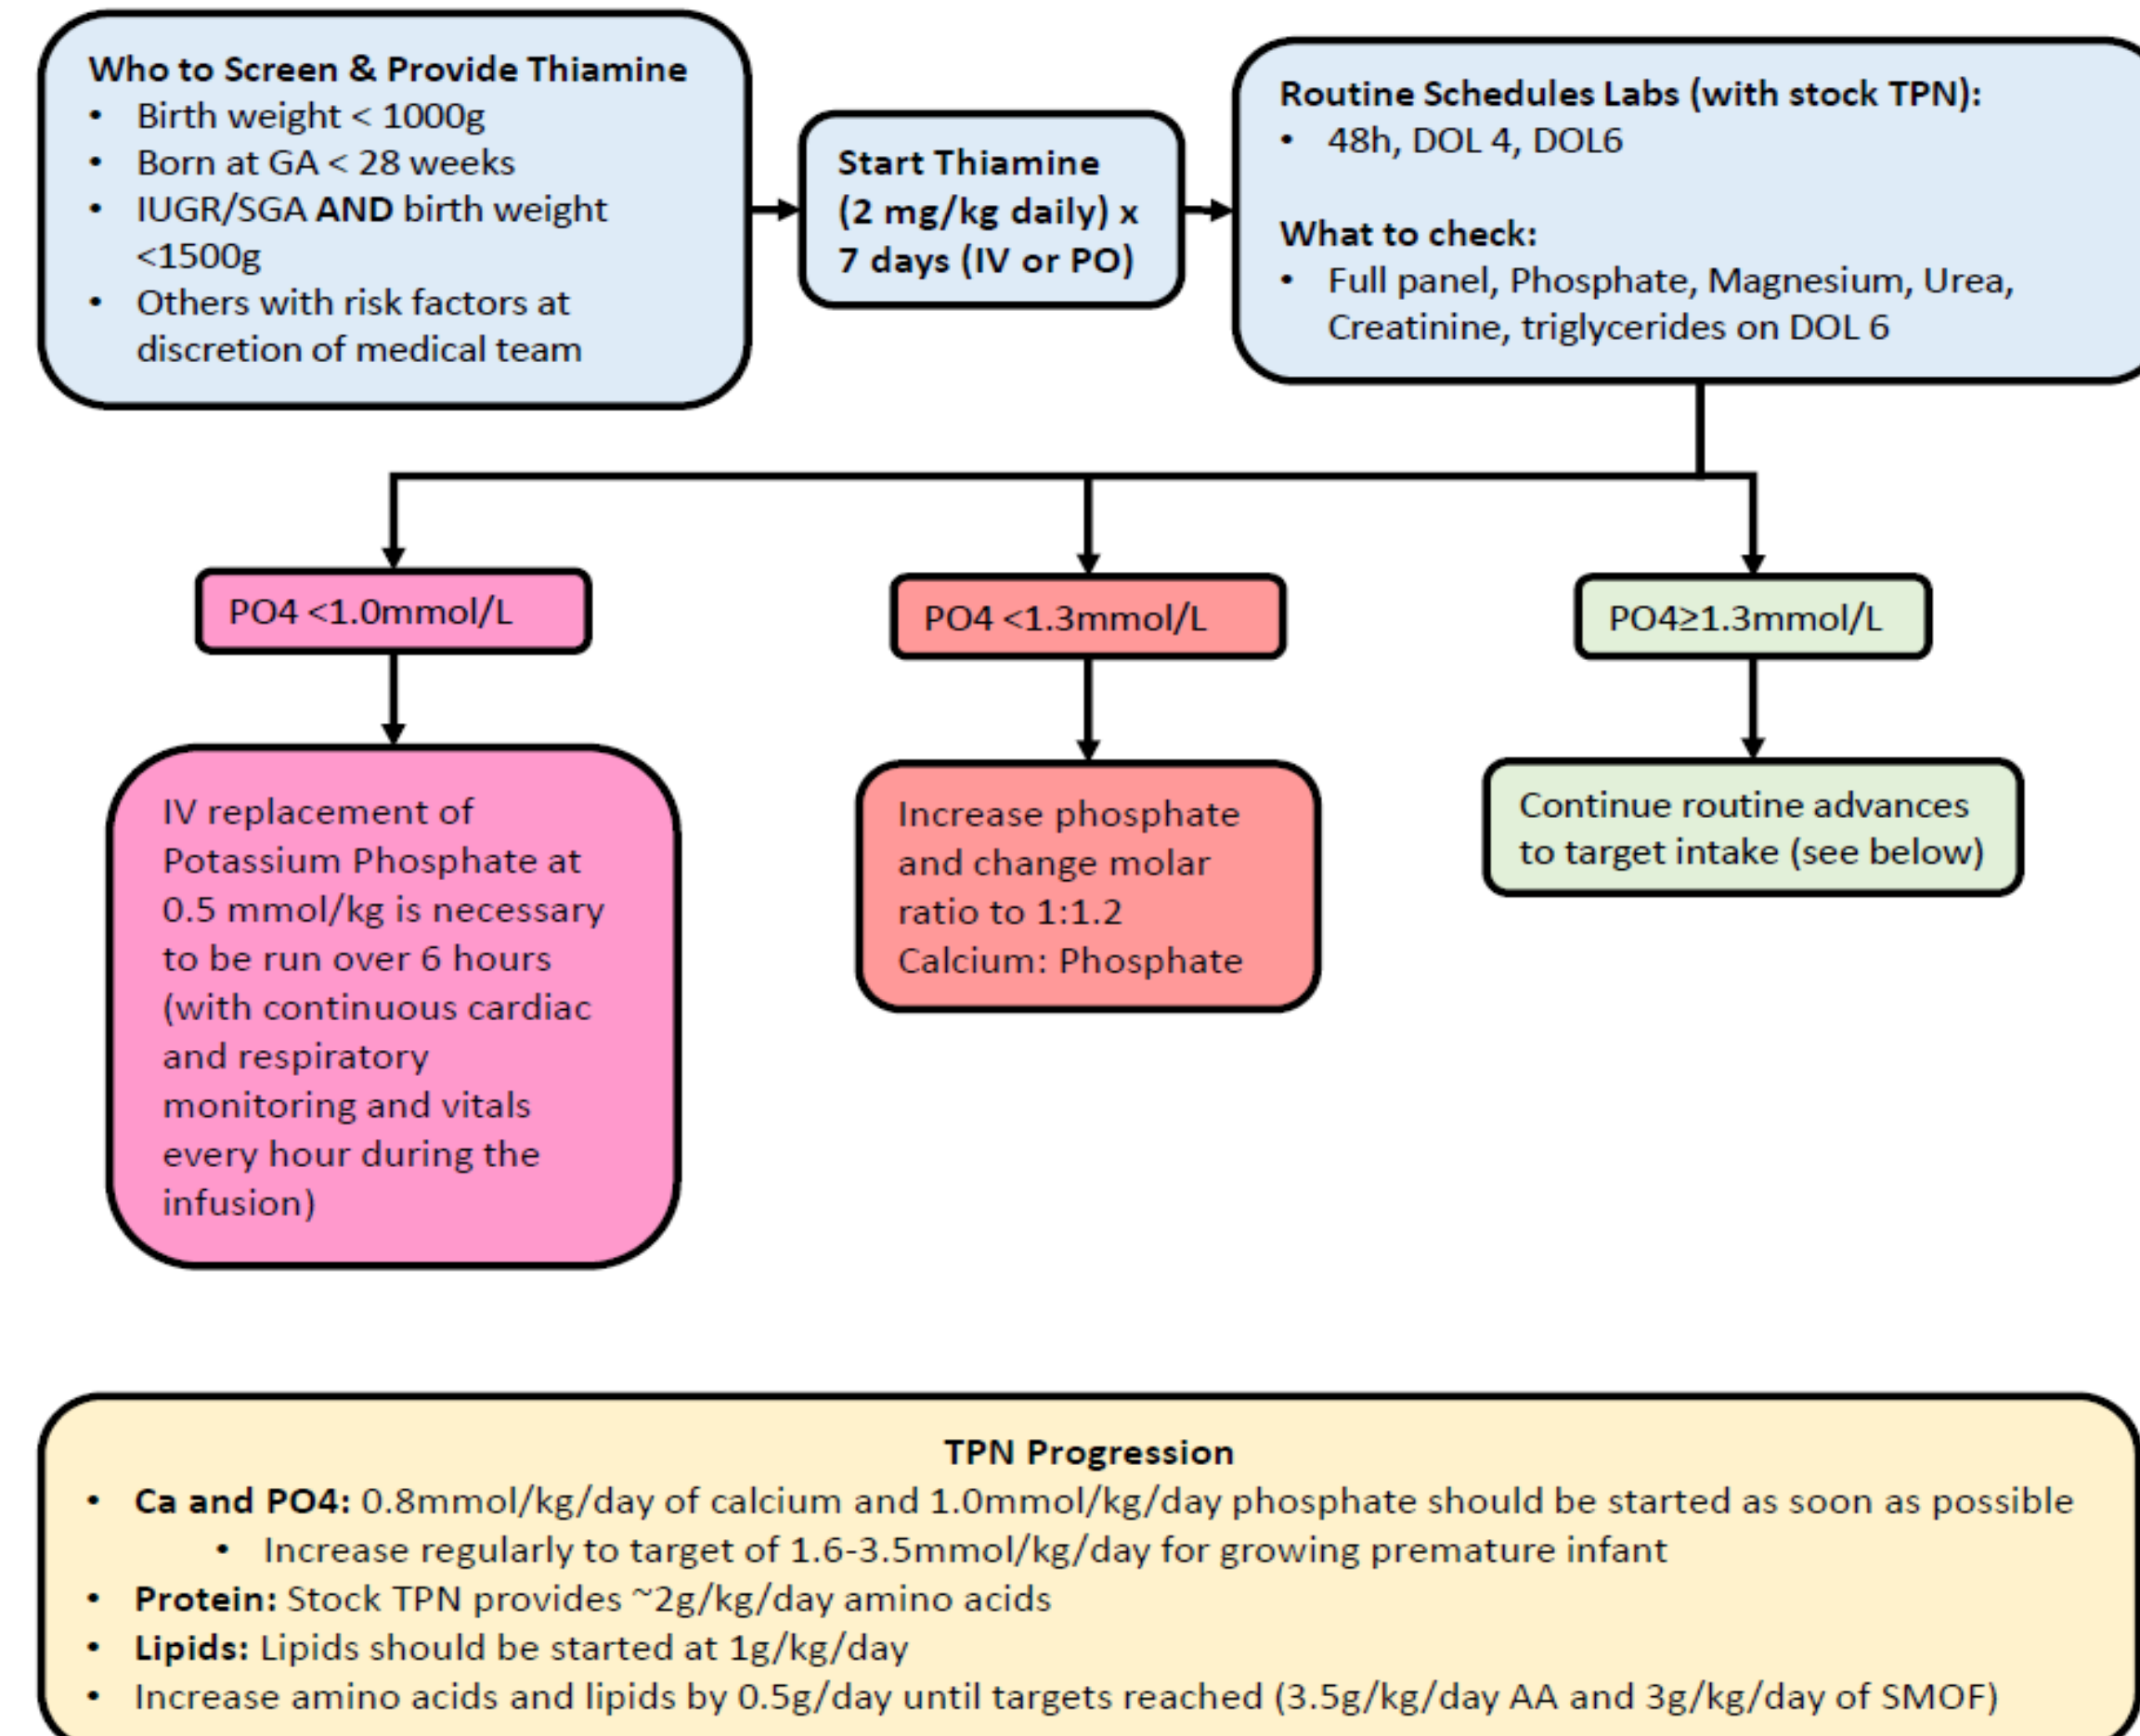 Who to Screen & Provide Thiamine
• Birth weight < 1000g
• Born at GA < 28 weeks
• IUGR/SGA AND birth weight
<1500g
• Others with risk factors at
discretion of medical team
Start Thiamine
(2 mg/kg daily) x
7 days (IV or PO)
Routine Schedules Labs (with stock TPN):
• 48h, DOL 4, DOL6
What to check:
• Full panel, Phosphate, Magnesium, Urea,
Creatinine, triglycerides on DOL 6
PO4 <1.0mmol/L
IV replacement of
Potassium Phosphate at
0.5 mmol/kg is necessary
to be run over 6 hours
(with continuous cardiac
and respiratory
monitoring and vitals
every hour during the
infusion)
PO4 <1.3mmol/L
Increase phosphate
and change molar
ratio to 1:1.2
Calcium: Phosphate
PO4≥1.3mmol/L
Continue routine advances
to target intake (see below)
TPN Progression
• Ca and PO4: 0.8mmol/kg/day of calcium and 1.0mmol/kg/day phosphate should be started as soon as possible
• Increase regularly to target of 1.6-3.5mmol/kg/day for growing premature infant
• Protein: Stock TPN provides ~2g/kg/day amino acids
• Lipids: Lipids should be started at 1g/kg/day
• Increase amino acids and lipids by 0.5g/day until targets reached (3.5g/kg/day AA and 3g/kg/day of SMOF)